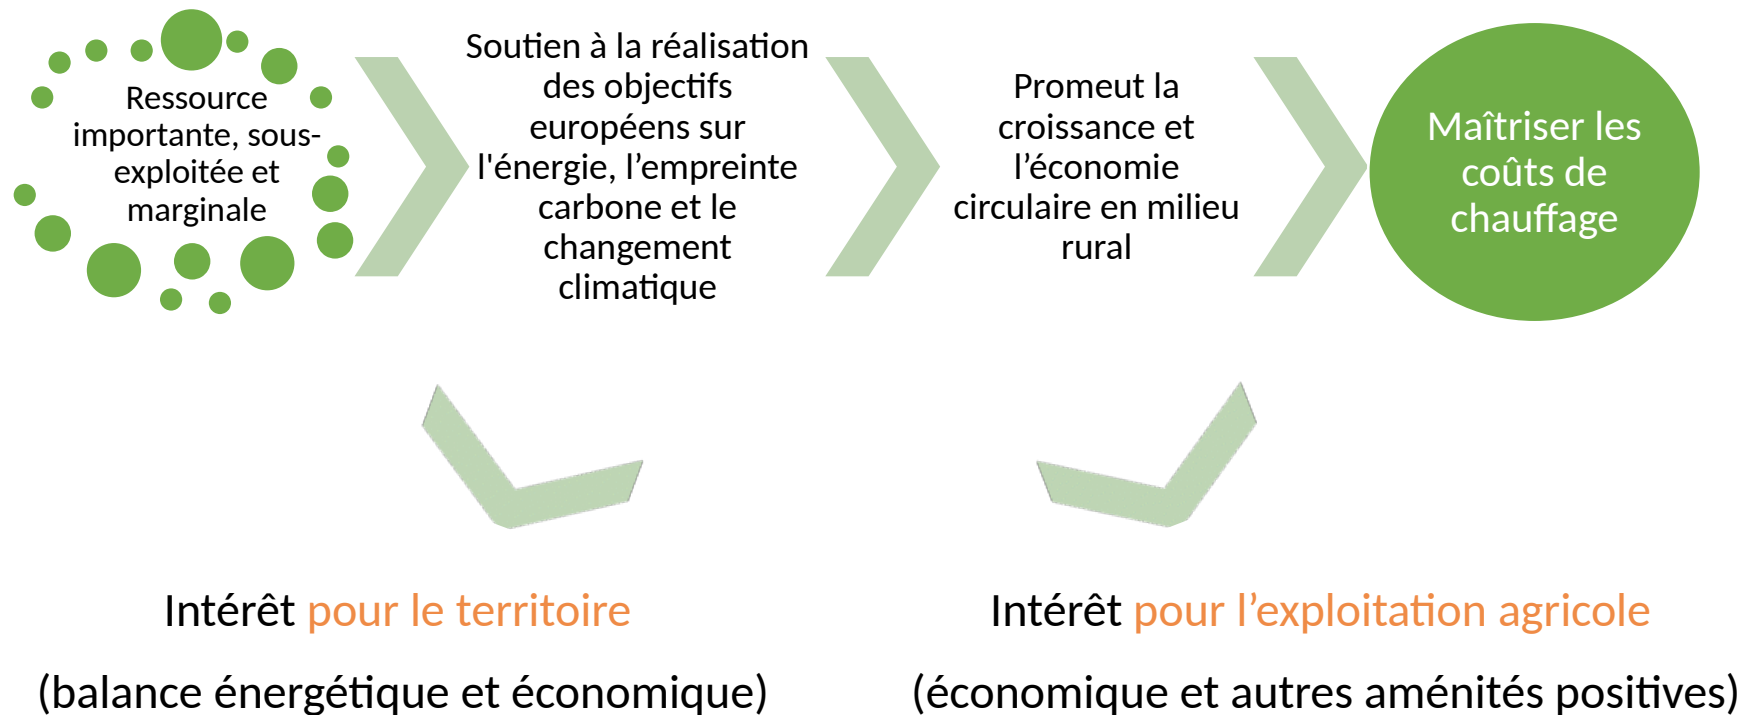 Ressource
importante, sous-
exploitée et
marginale
Soutien à la réalisation
des objectifs
européens sur
l'énergie, l’empreinte
carbone et le
changement
climatique
Promeut la
croissance et
l’économie
circulaire en milieu
rural
Maîtriser les
coûts de
chauffage
Intérêt pour le territoire
(balance énergétique et économique)
Intérêt pour l’exploitation agricole
(économique et autres aménités positives)